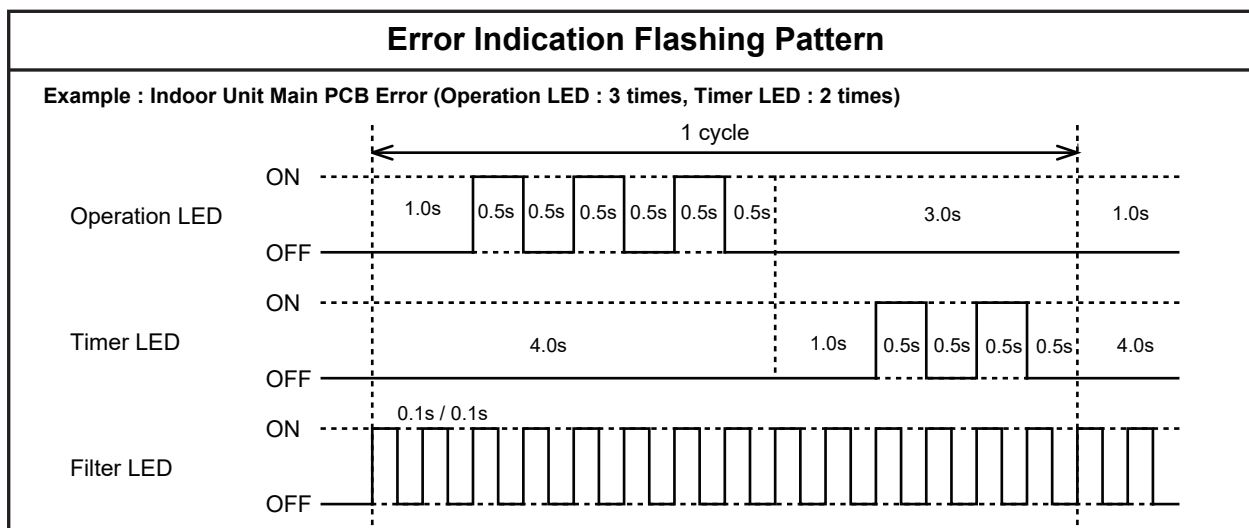 Error Indication Flashing Pattern
Example : Indoor Unit Main PCB Error (Operation LED : 3 times, Timer LED : 2 times)
1 cycle
ON
Operation LED
1.0s 0.5s 0.5s 0.5s 0.5s 0.5s 0.5s 3.0s 1.0s
OFF
ON
Timer LED
4.0s 1.0s 0.5s 0.5s 0.5s 0.5s 4.0s
OFF
0.1s / 0.1s
ON
Filter LED
OFF